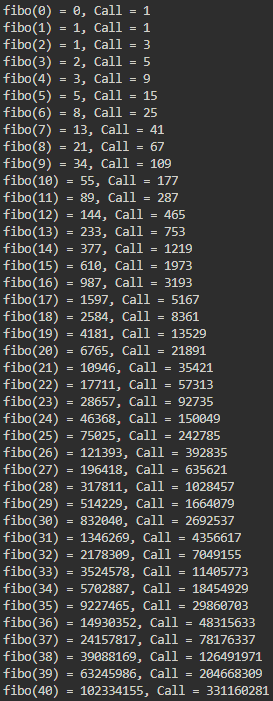 fibo(0) = 0, Call = 1
fibo(1) = 1, Call = 1
fibo(2) = 1, Call = 3
fibo(3) = 2, Call = 5
fibo(4) = 3, Call = 9
fibo(5) = 5, Call = 15
fibo(6) = 8, Call = 25
fibo(7) = 13, Call = 41
fibo(8) = 21, Call = 67
fibo(9) = 34, Call = 109
fibo(10) = 55, Call = 177
fibo(11) = 89, Call = 287
fibo(12) = 144, Call = 465
fibo(13) = 233, Call = 753
fibo(14) = 377, Call = 1219
fibo(15) = 610, Call = 1973
fibo(16) = 987, Call = 3193
fibo(17) = 1597, Call = 5167
fibo(18) = 2584, Call = 8361
fibo(19) = 4181, Call = 13529
fibo(20) = 6765, Call = 21891
fibo(21) = 10946, Call = 35421
fibo(22) = 17711, Call = 57313
fibo(23) = 28657, Call = 92735
fibo(24) = 46368, Call = 150049
fibo(25) = 75025, Call = 242785
fibo(26) = 121393, Call = 392835
fibo(27) = 196418, Call = 635621
fibo(28) = 317811, Call = 1028457
fibo(29) = 514229, Call = 1664079
fibo(30) = 832040, Call = 2692537
fibo(31) = 1346269, Call = 4356617
fibo(32) = 2178309, Call = 7049155
fibo(33) = 3524578, Call = 11405773
fibo(34) = 5702887, Call = 18454929
fibo(35) = 9227465, Call = 29860703
fibo(36) = 14930352, Call = 48315633
fibo(37) = 24157817, Call = 78176337
fibo(38) = 39088169, Call = 126491971
fibo(39) = 63245986, Call = 204668309
fibo(40) = 102334155, Call = 331160281